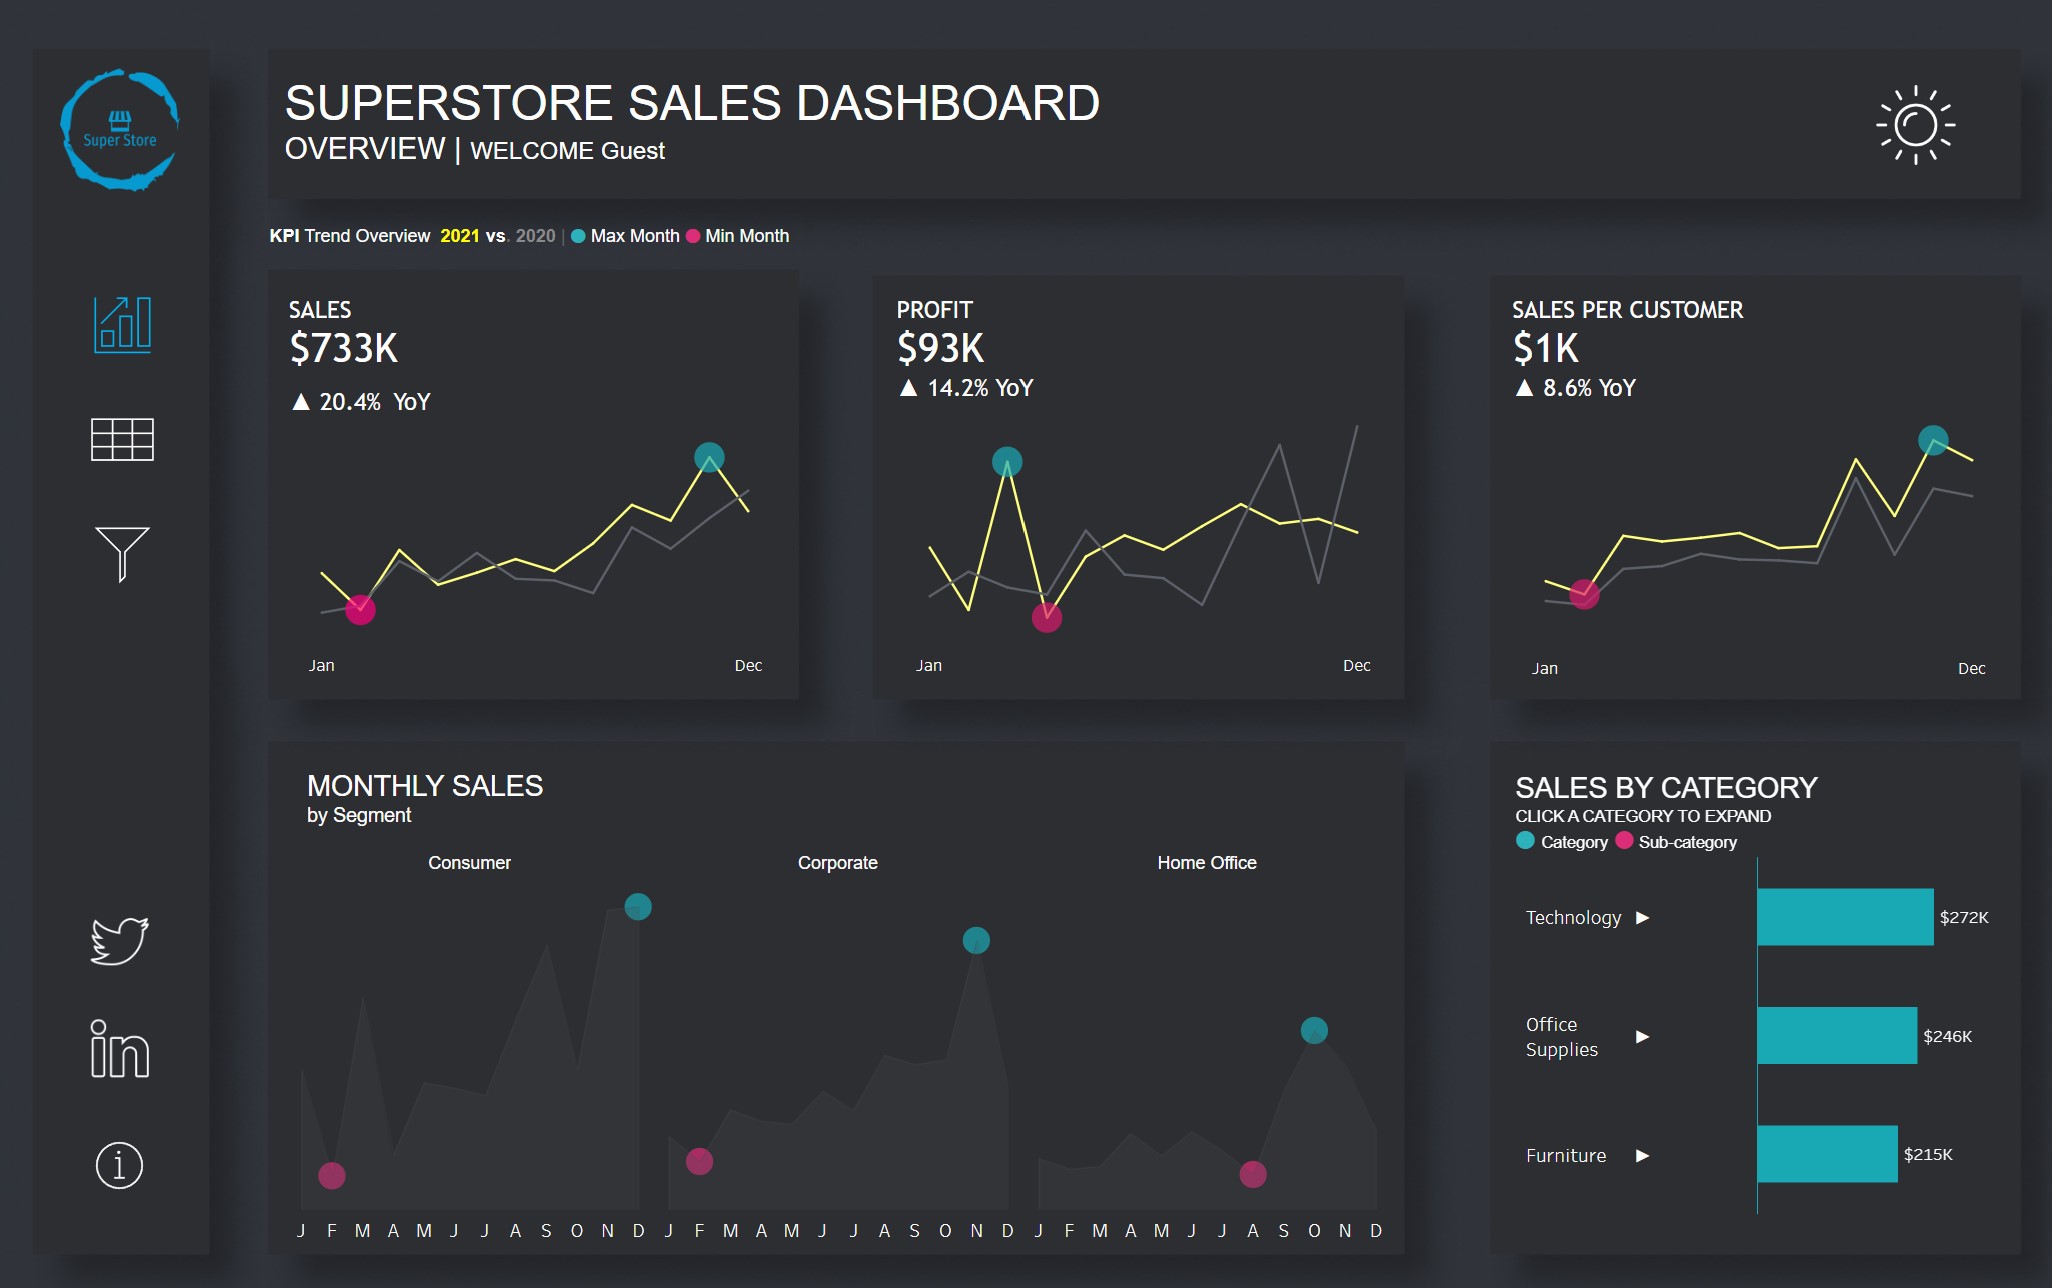 Super Store
SUPERSTORE SALES DASHBOARD
OVERVIEW | WELCOME Guest
KPI Trend Overview 2021 vs. 2020 | Max Month Min Month
SALES
$733K
▲ 20.4% YoY
Jan Dec
PROFIT
$93K
▲ 14.2% YoY
Jan Dec
SALES PER CUSTOMER
$1K
▲ 8.6% YoY
Jan Dec
MONTHLY SALES
by Segment
Consumer Corporate Home Office
J F M A M J J A S O N D J F M A M J J A S O N D J F M A M J J A S O N D
SALES BY CATEGORY
CLICK A CATEGORY TO EXPAND
Category Sub-category
Technology ▶ $272K
Office
Supplies ▶ $246K
Furniture ▶ $215K
in
i